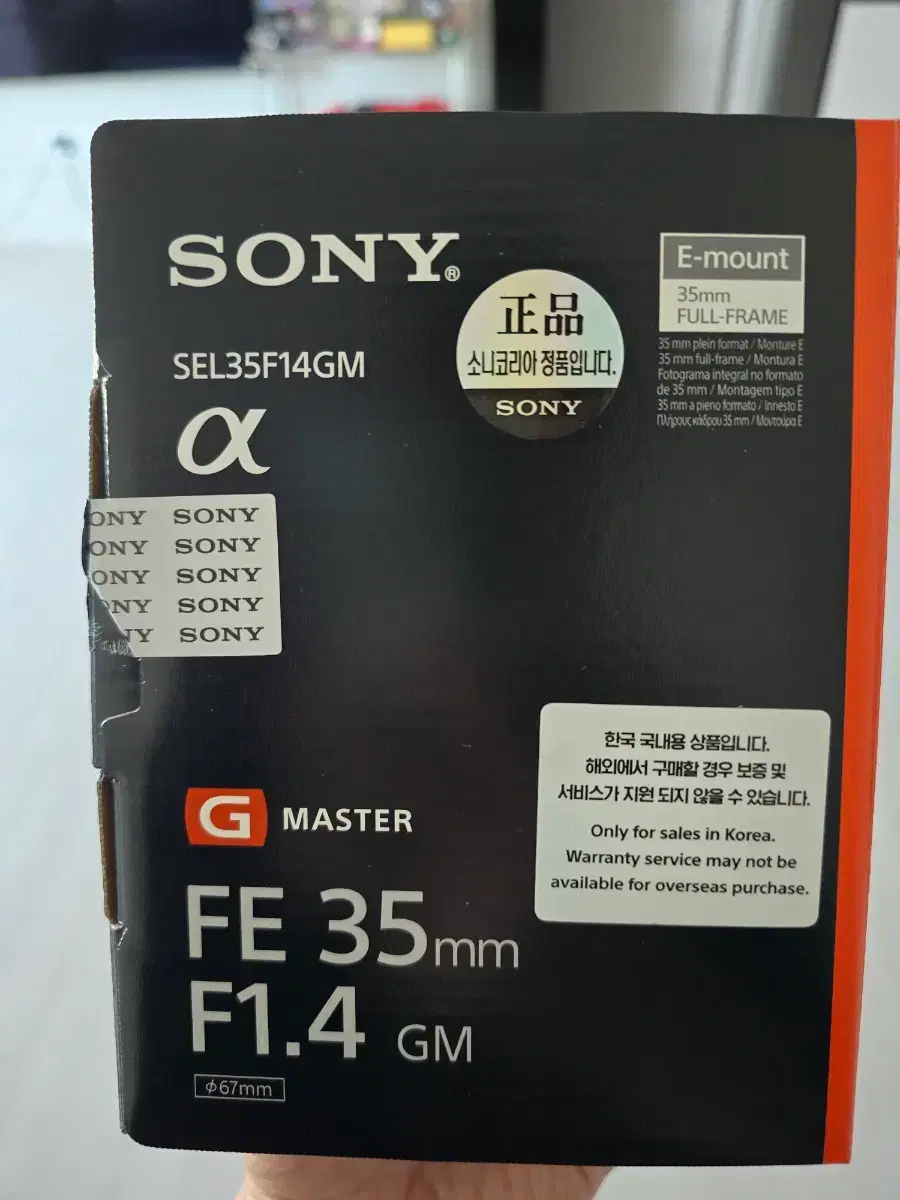 SONY®
SEL35F14GM
α
正品
소니코리아 정품입니다.
SONY
E-mount
35mm
FULL-FRAME
35 mm plein format / Monture E
35 mm full-frame / Montura E
Fotograma integral no formato
de 35 mm / Montagem tipo E
35 mm a pieno formato / Innesto E
Πλήρους κάδρου 35 mm / Μοντούρα E
ONY SONY
ONY SONY
ONY SONY
ONY SONY
NY SONY
한국 국내용 상품입니다.
해외에서 구매할 경우 보증 및
서비스가 지원 되지 않을 수 있습니다.
Only for sales in Korea.
Warranty service may not be
available for overseas purchase.
G MASTER
FE 35mm
F1.4 GM
ϕ67mm